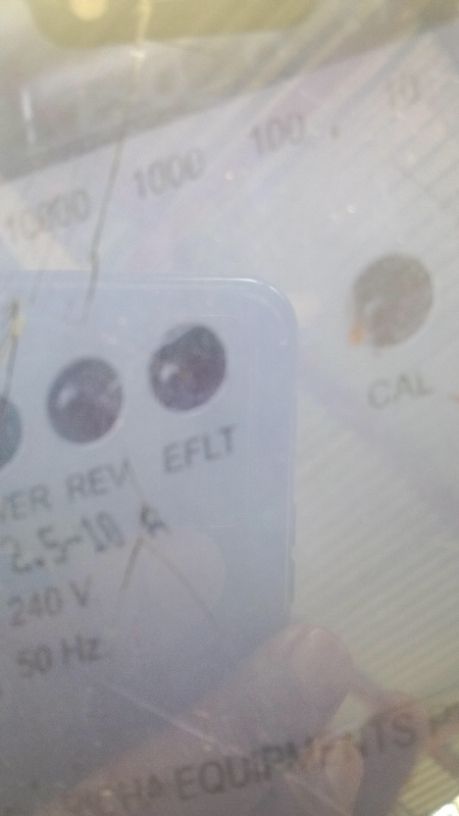 10000 1000 100 10
CAL
REV EFLT
2.5-10 A
240 V
50 Hz
EQUIPMENTS